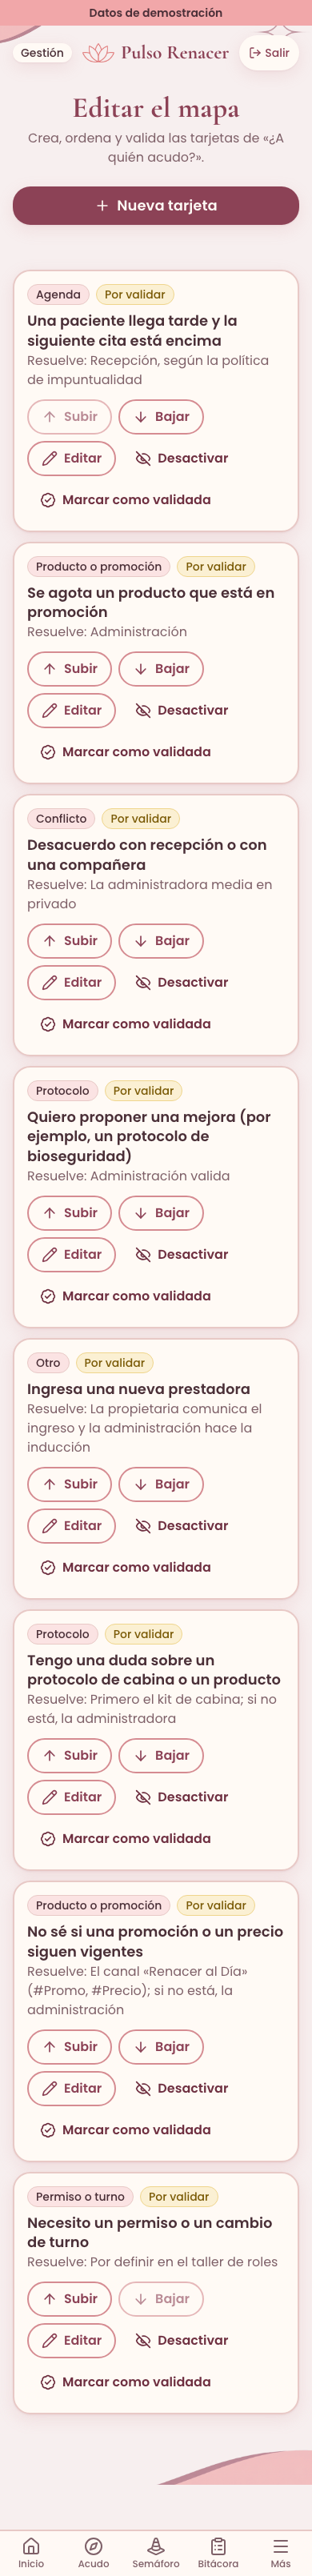 Datos de demostración
Gestión
Pulso Renacer
Salir
Editar el mapa
Crea, ordena y valida las tarjetas de «¿A
quién acudo?».
Nueva tarjeta
Agenda Por validar
Una paciente llega tarde y la
siguiente cita está encima
Resuelve: Recepción, según la política
de impuntualidad
Subir Bajar
Editar Desactivar
Marcar como validada
Producto o promoción Por validar
Se agota un producto que está en
promoción
Resuelve: Administración
Subir Bajar
Editar Desactivar
Marcar como validada
Conflicto Por validar
Desacuerdo con recepción o con
una compañera
Resuelve: La administradora media en
privado
Subir Bajar
Editar Desactivar
Marcar como validada
Protocolo Por validar
Quiero proponer una mejora (por
ejemplo, un protocolo de
bioseguridad)
Resuelve: Administración valida
Subir Bajar
Editar Desactivar
Marcar como validada
Otro Por validar
Ingresa una nueva prestadora
Resuelve: La propietaria comunica el
ingreso y la administración hace la
inducción
Subir Bajar
Editar Desactivar
Marcar como validada
Protocolo Por validar
Tengo una duda sobre un
protocolo de cabina o un producto
Resuelve: Primero el kit de cabina; si no
está, la administradora
Subir Bajar
Editar Desactivar
Marcar como validada
Producto o promoción Por validar
No sé si una promoción o un precio
siguen vigentes
Resuelve: El canal «Renacer al Día»
(#Promo, #Precio); si no está, la
administración
Subir Bajar
Editar Desactivar
Marcar como validada
Permiso o turno Por validar
Necesito un permiso o un cambio
de turno
Resuelve: Por definir en el taller de roles
Subir Bajar
Editar Desactivar
Marcar como validada
Inicio Acudo Semáforo Bitácora Más